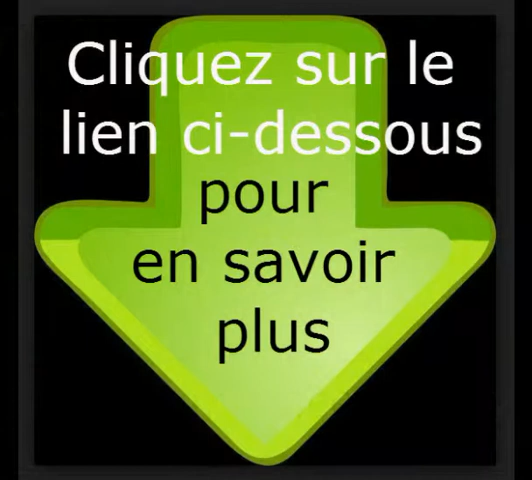 Cliquez sur le
lien ci-dessous
pour
en savoir
plus